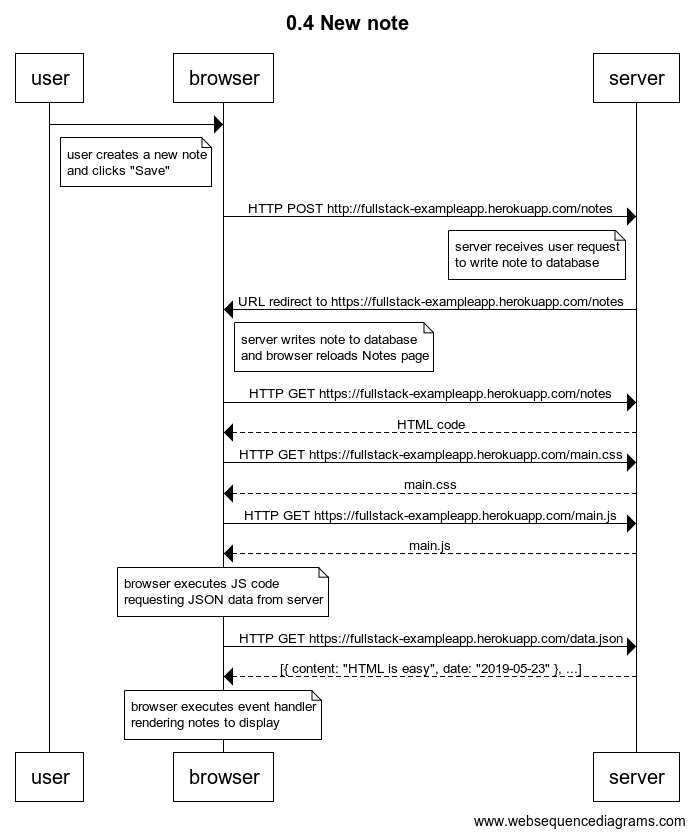 0.4 New note
user
browser
server
user creates a new note
and clicks "Save"
HTTP POST http://fullstack-exampleapp.herokuapp.com/notes
server receives user request
to write note to database
URL redirect to https://fullstack-exampleapp.herokuapp.com/notes
server writes note to database
and browser reloads Notes page
HTTP GET https://fullstack-exampleapp.herokuapp.com/notes
HTML code
HTTP GET https://fullstack-exampleapp.herokuapp.com/main.css
main.css
HTTP GET https://fullstack-exampleapp.herokuapp.com/main.js
main.js
browser executes JS code
requesting JSON data from server
HTTP GET https://fullstack-exampleapp.herokuapp.com/data.json
[{ content: "HTML is easy", date: "2019-05-23" }, ...]
browser executes event handler
rendering notes to display
user
browser
server
www.websequencediagrams.com